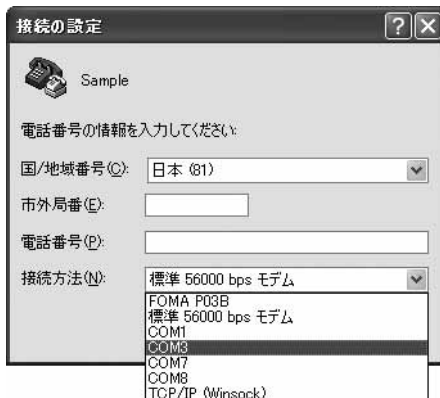 接続の設定
Sample
電話番号の情報を入力してください:
国/地域番号(C): 日本 (81)
市外局番(E):
電話番号(P):
接続方法(N): 標準 56000 bps モデム
FOMA P03B
標準 56000 bps モデム
COM1
COM3
COM7
COM8
TCP/IP (Winsock)